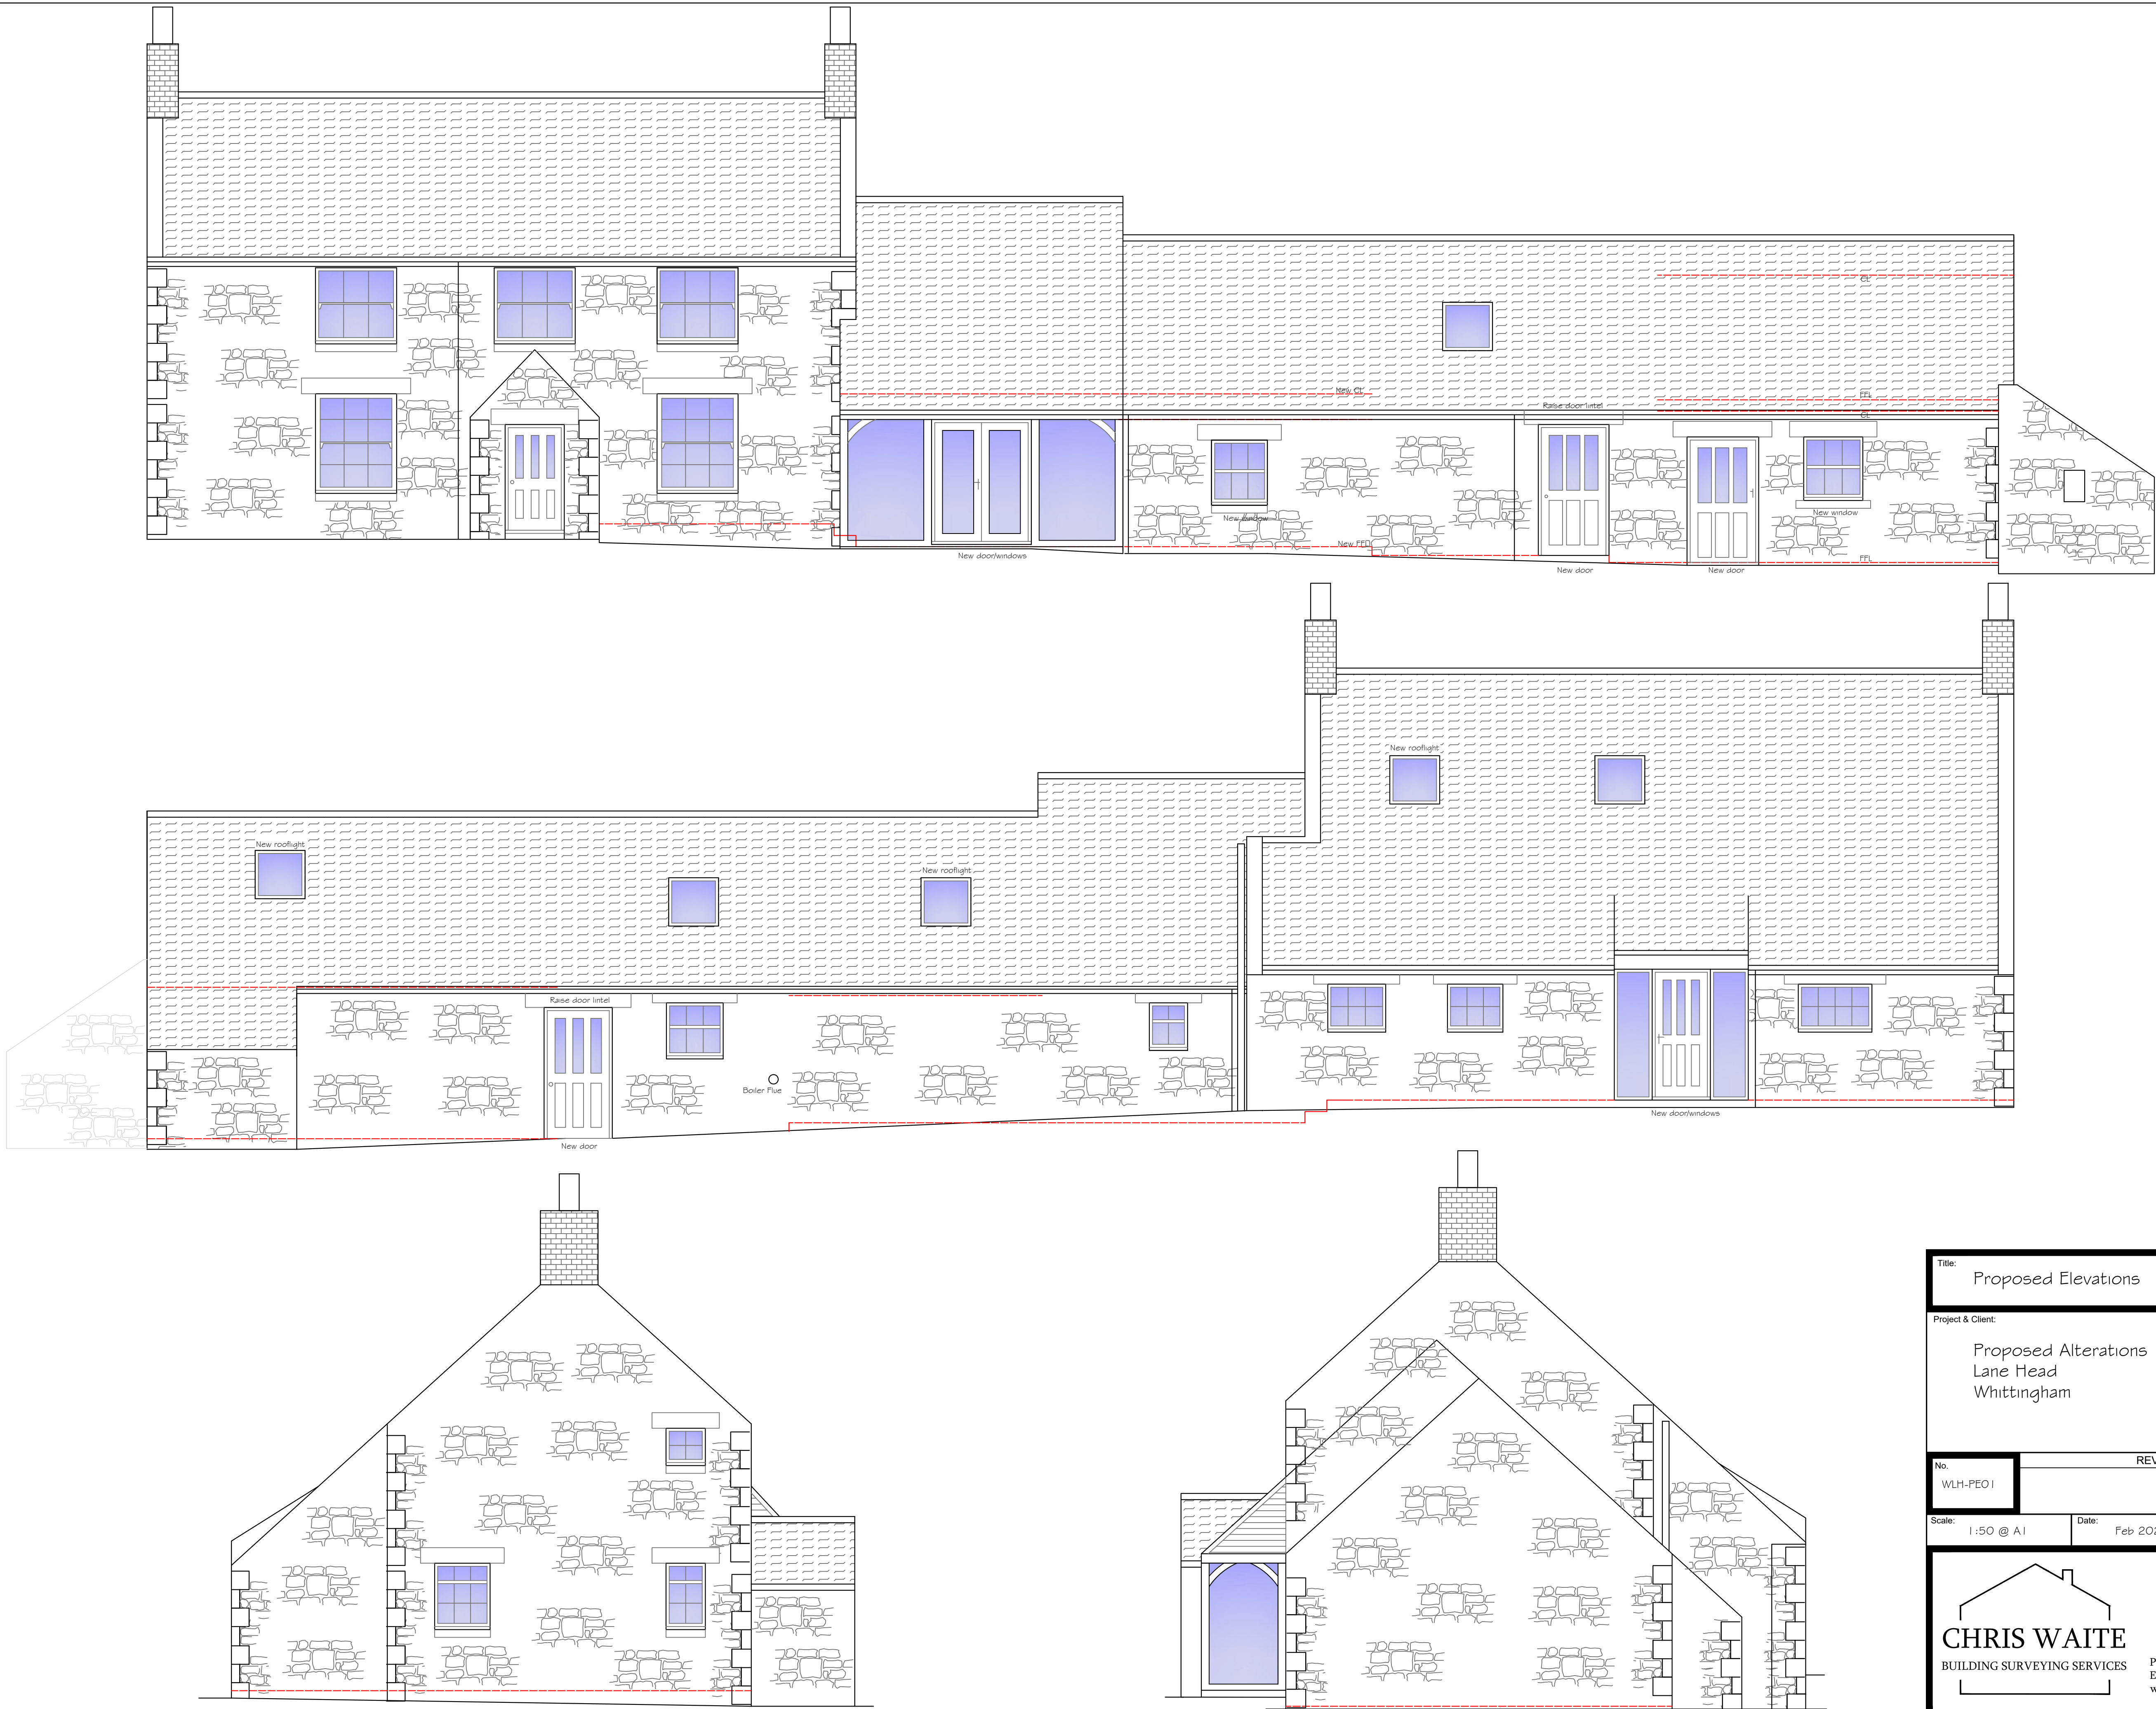 CL
New CL
FFL
CL
Raise door lintel
New window
New window
New FFL
FFL
New door/windows
New door
New door
New rooflight
New rooflight
New rooflight
Raise door lintel
Boiler Flue
New door/windows
New door
Title:
Proposed Elevations
Project & Client:
Proposed Alterations
Lane Head
Whittingham
No.
REV
WLH-PE01
Scale:
1:50 @ A1
Date:
Feb 202
CHRIS WAITE
BUILDING SURVEYING SERVICES
P
E
w